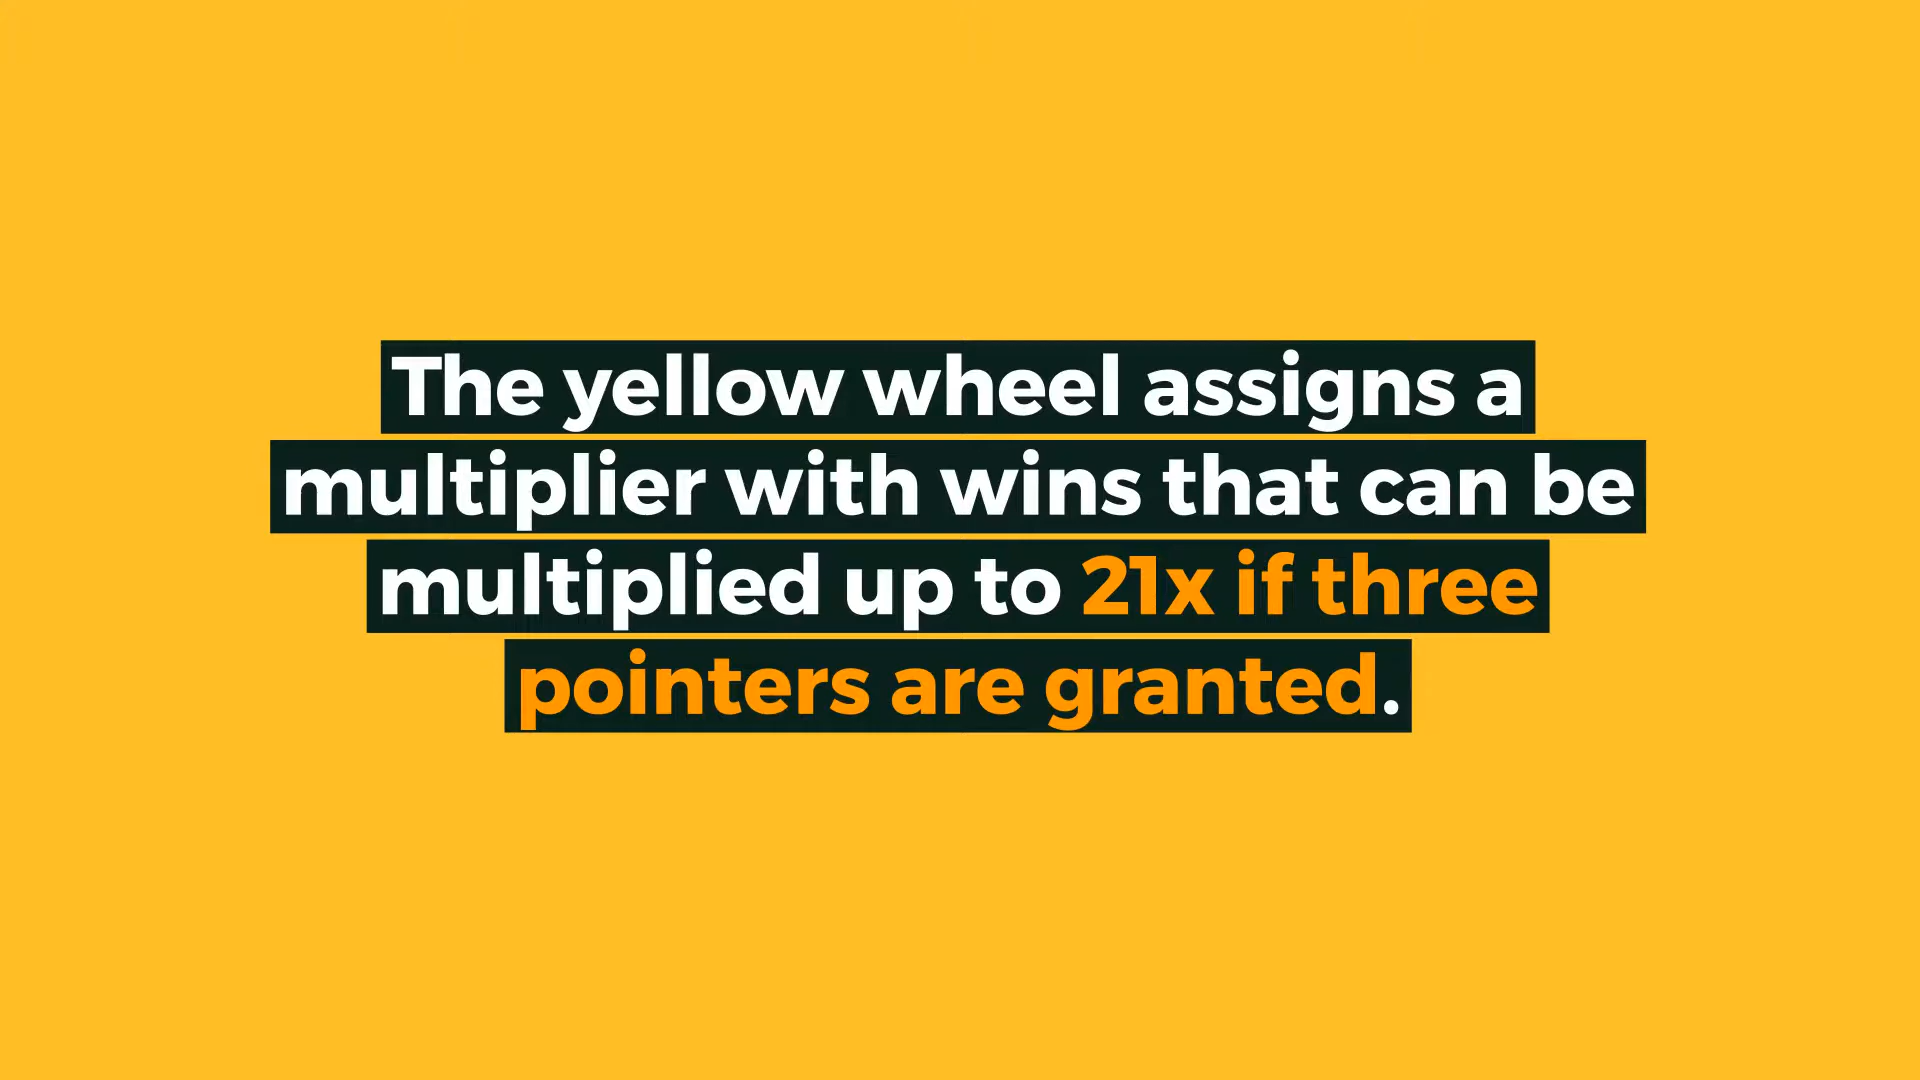 The yellow wheel assigns a
multiplier with wins that can be
multiplied up to 21x if three
pointers are granted.